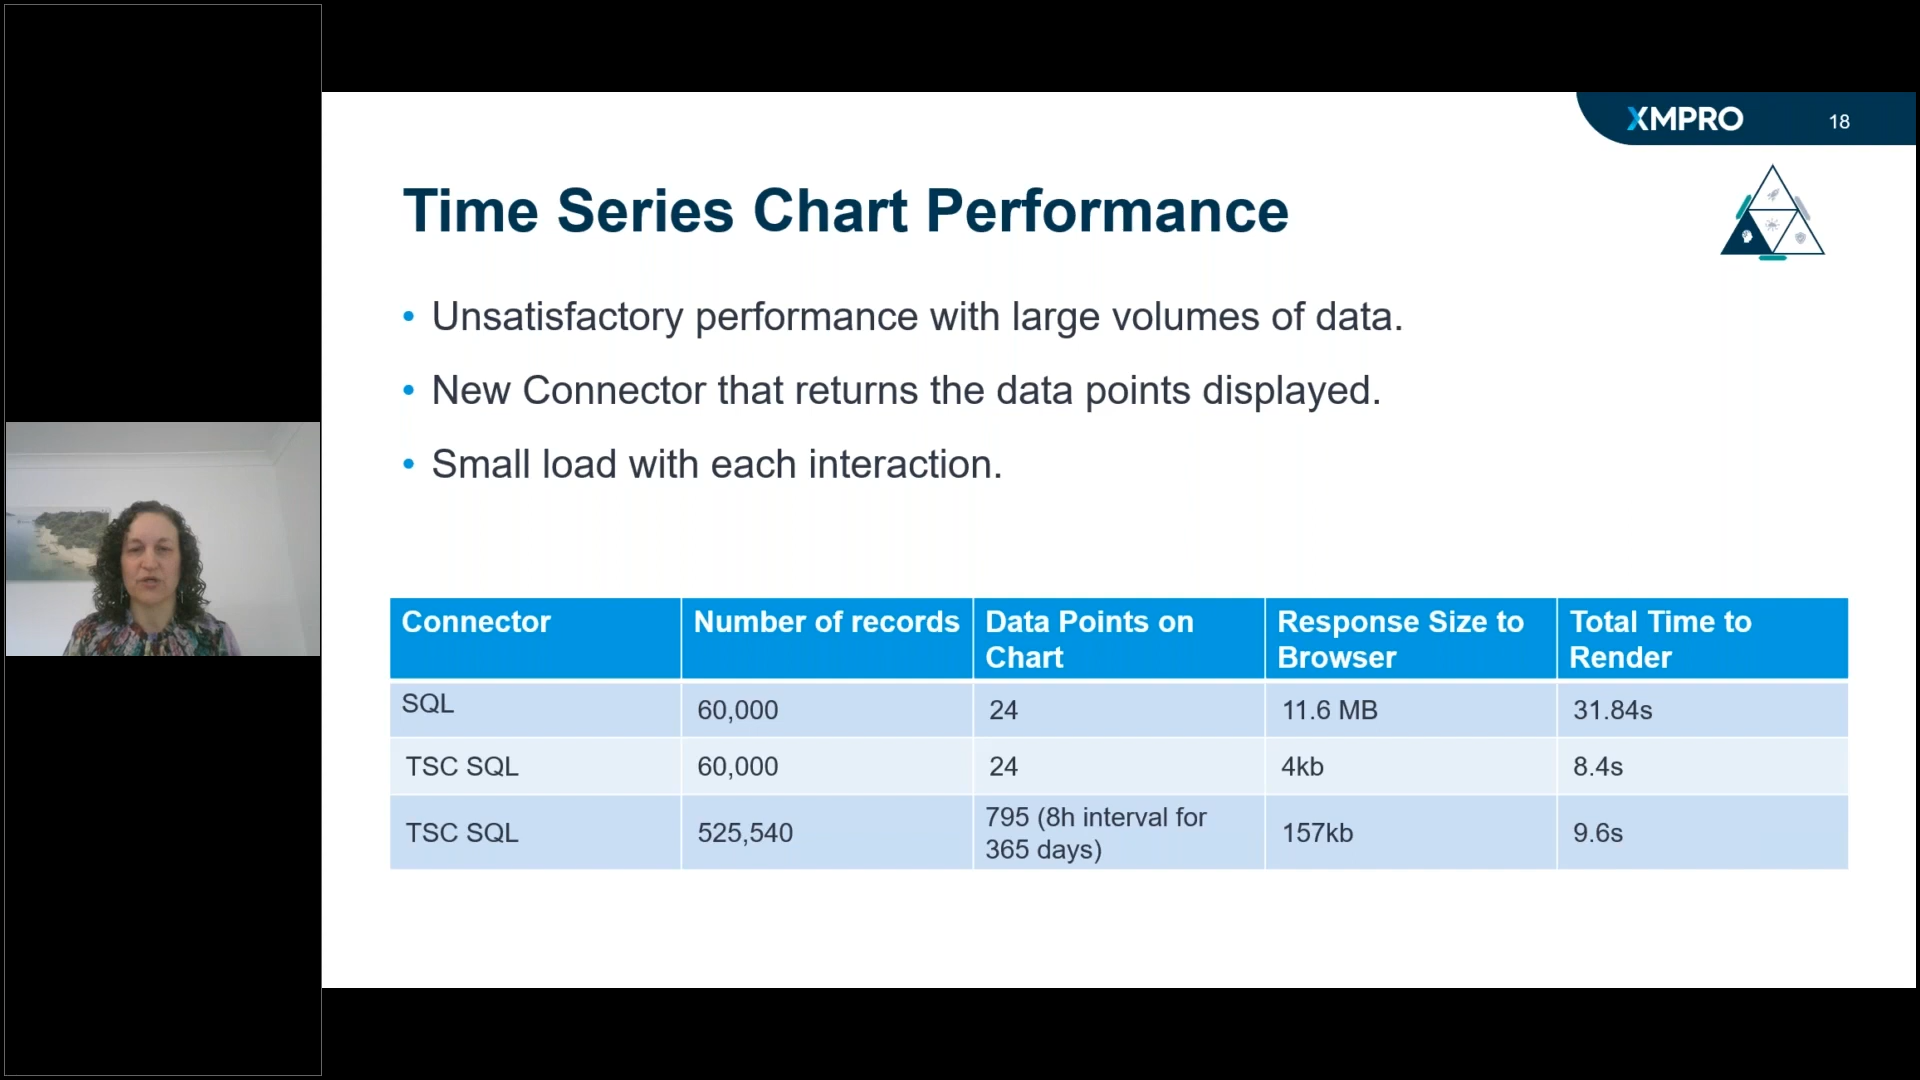 XMPRO
18
Time Series Chart Performance
• Unsatisfactory performance with large volumes of data.
• New Connector that returns the data points displayed.
• Small load with each interaction.
Connector Number of records Data Points on Chart Response Size to Browser Total Time to Render
SQL 60,000 24 11.6 MB 31.84s
TSC SQL 60,000 24 4kb 8.4s
TSC SQL 525,540 795 (8h interval for 365 days) 157kb 9.6s